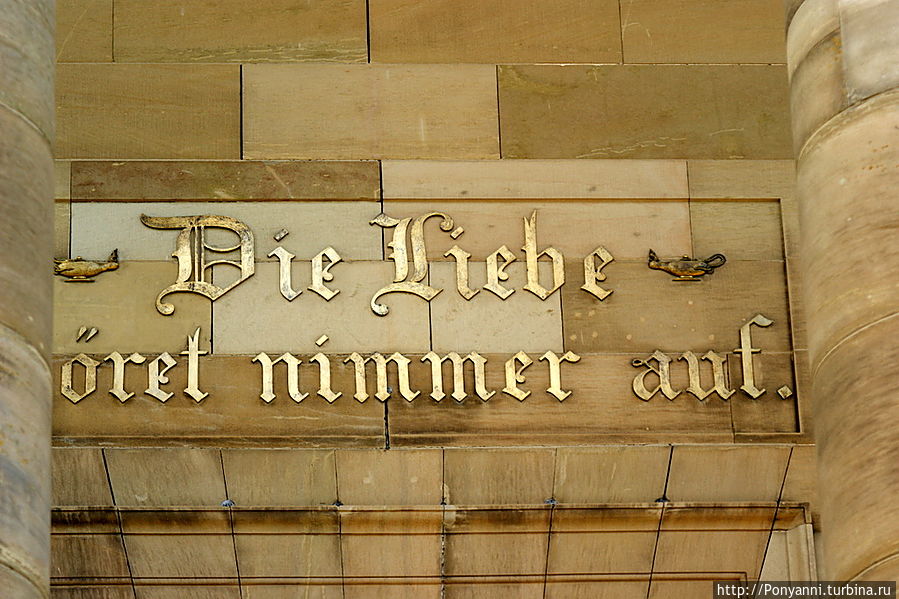 Die Liebe
öret nimmer auf.
http://Ponyanni.turbina.ru